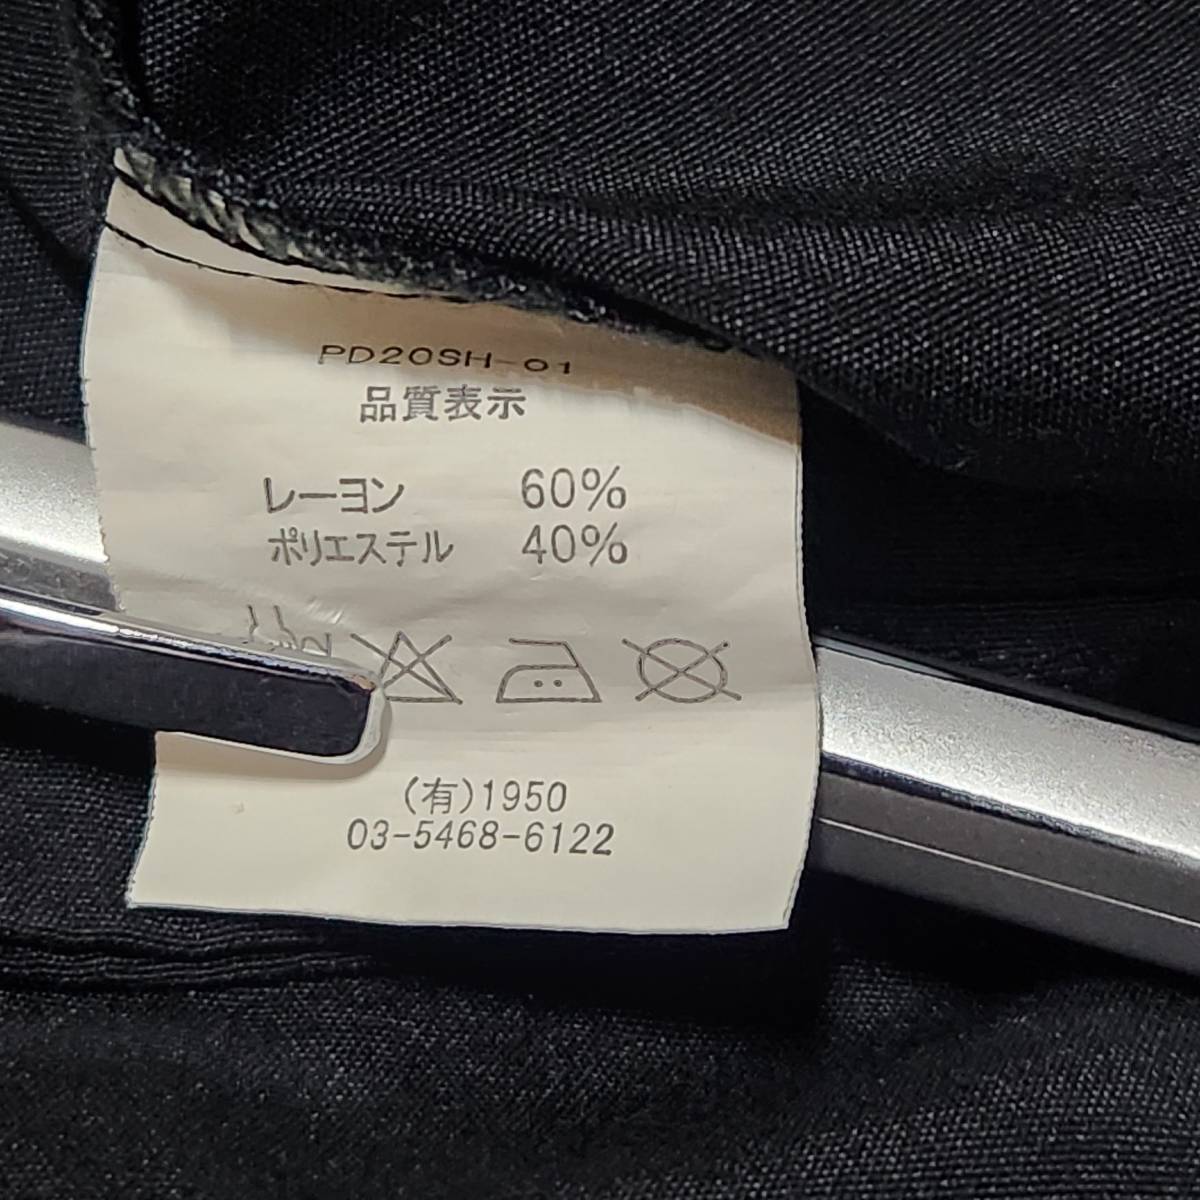 PD20SH-01
品質表示
レーヨン 60%
ポリエステル 40%
(有)1950
03-5468-6122